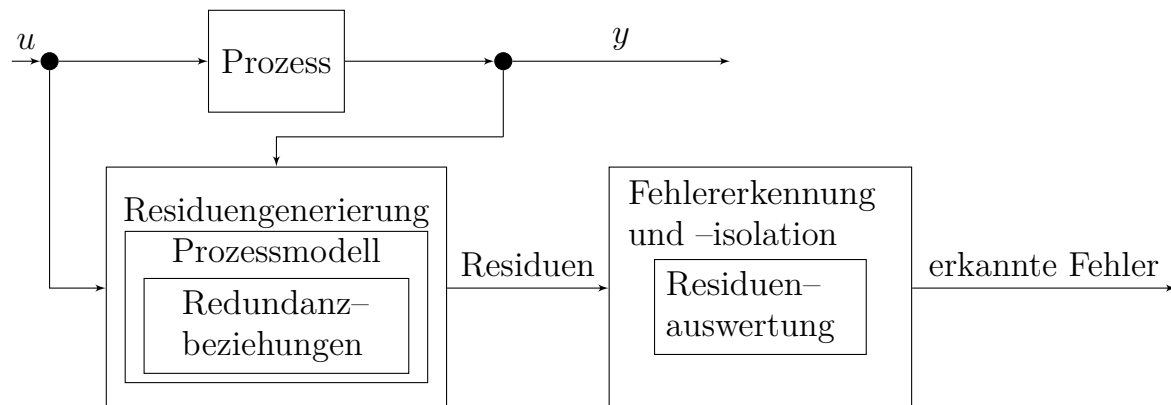 u
Prozess
y
Residuengenerierung
Prozessmodell
Redundanz–
beziehungen
Residuen
Fehlererkennung
und –isolation
Residuen–
auswertung
erkannte Fehler